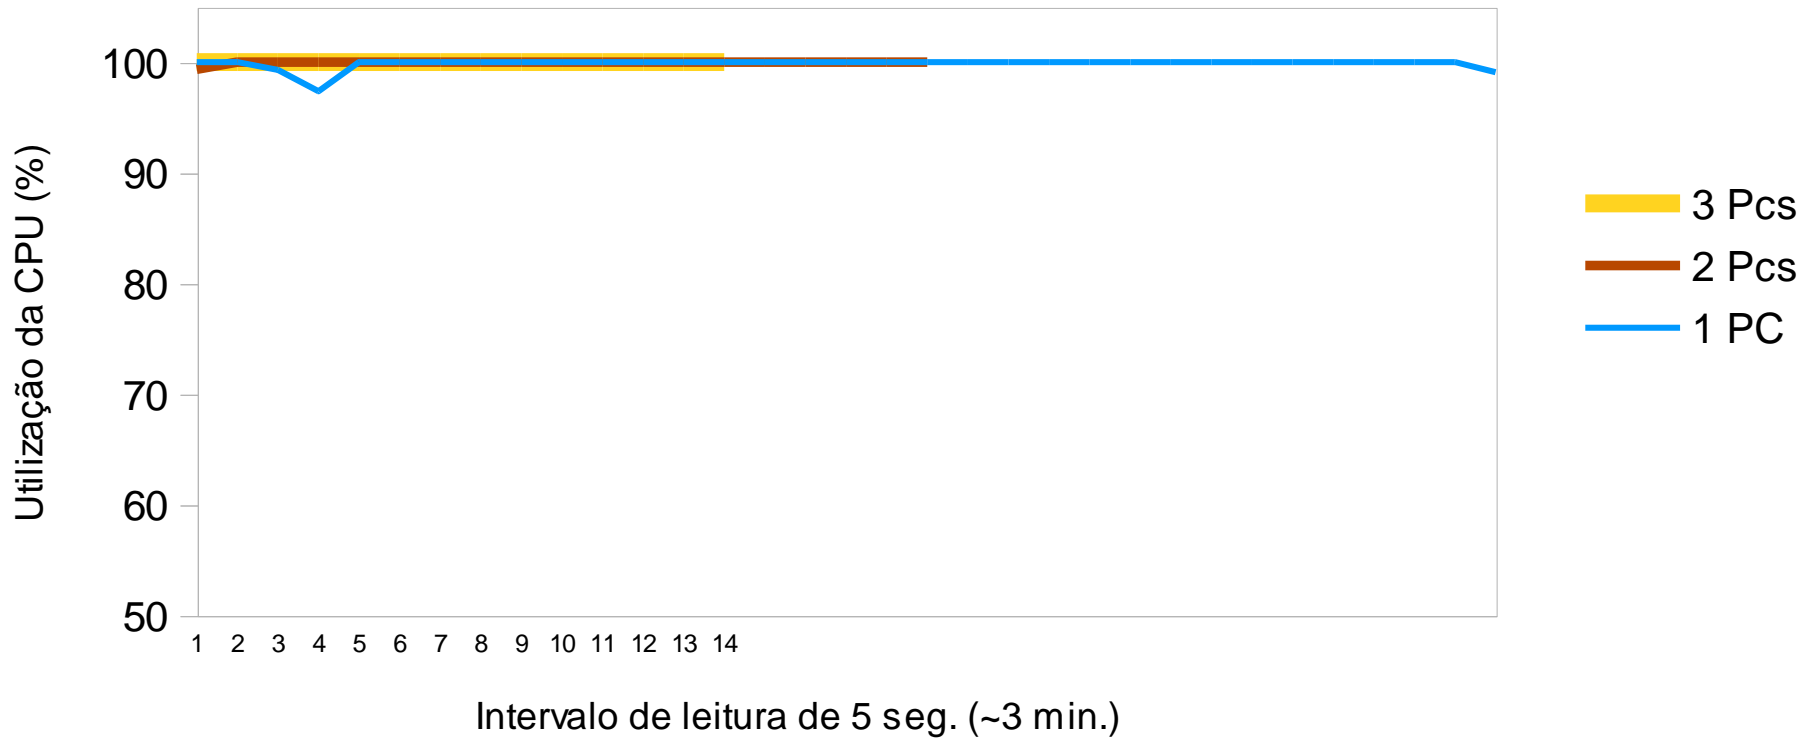 Utilização da CPU (%)
100
90
80
70
60
50
1 2 3 4 5 6 7 8 9 10 11 12 13 14
Intervalo de leitura de 5 seg. (~3 min.)
3 Pcs
2 Pcs
1 PC